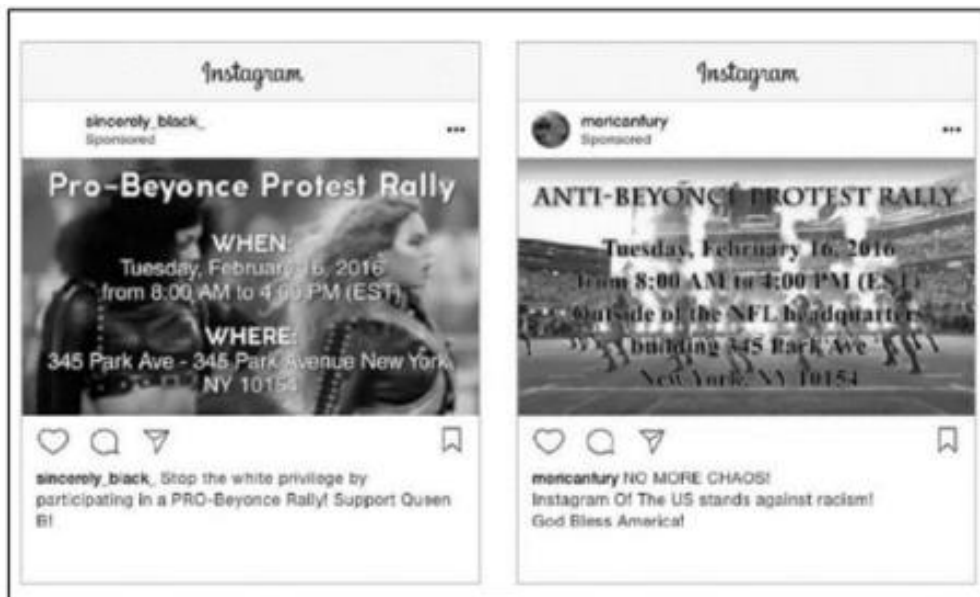 Instagram
sincerely_black_
Sponsored
Pro-Beyonce Protest Rally
WHEN:
Tuesday, February 16, 2016
from 8:00 AM to 4:00 PM (EST)
WHERE:
345 Park Ave - 345 Park Avenue New York,
NY 10154
sincerely_black_ Stop the white privilege by
participating in a PRO-Beyonce Rally! Support Queen
B!
Instagram
mericanfury
Sponsored
ANTI-BEYONCE PROTEST RALLY
Tuesday, February 16, 2016
from 8:00 AM to 4:00 PM (EST)
Outside of the NFL headquarters
building 345 Park Ave
New York, NY 10154
mericanfury NO MORE CHAOS!
Instagram Of The US stands against racism!
God Bless America!